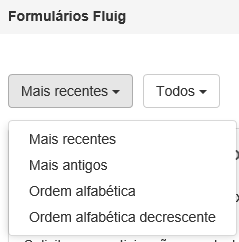 Formulários Fluig
Mais recentes Todos
Mais recentes
Mais antigos
Ordem alfabética
Ordem alfabética decrescente